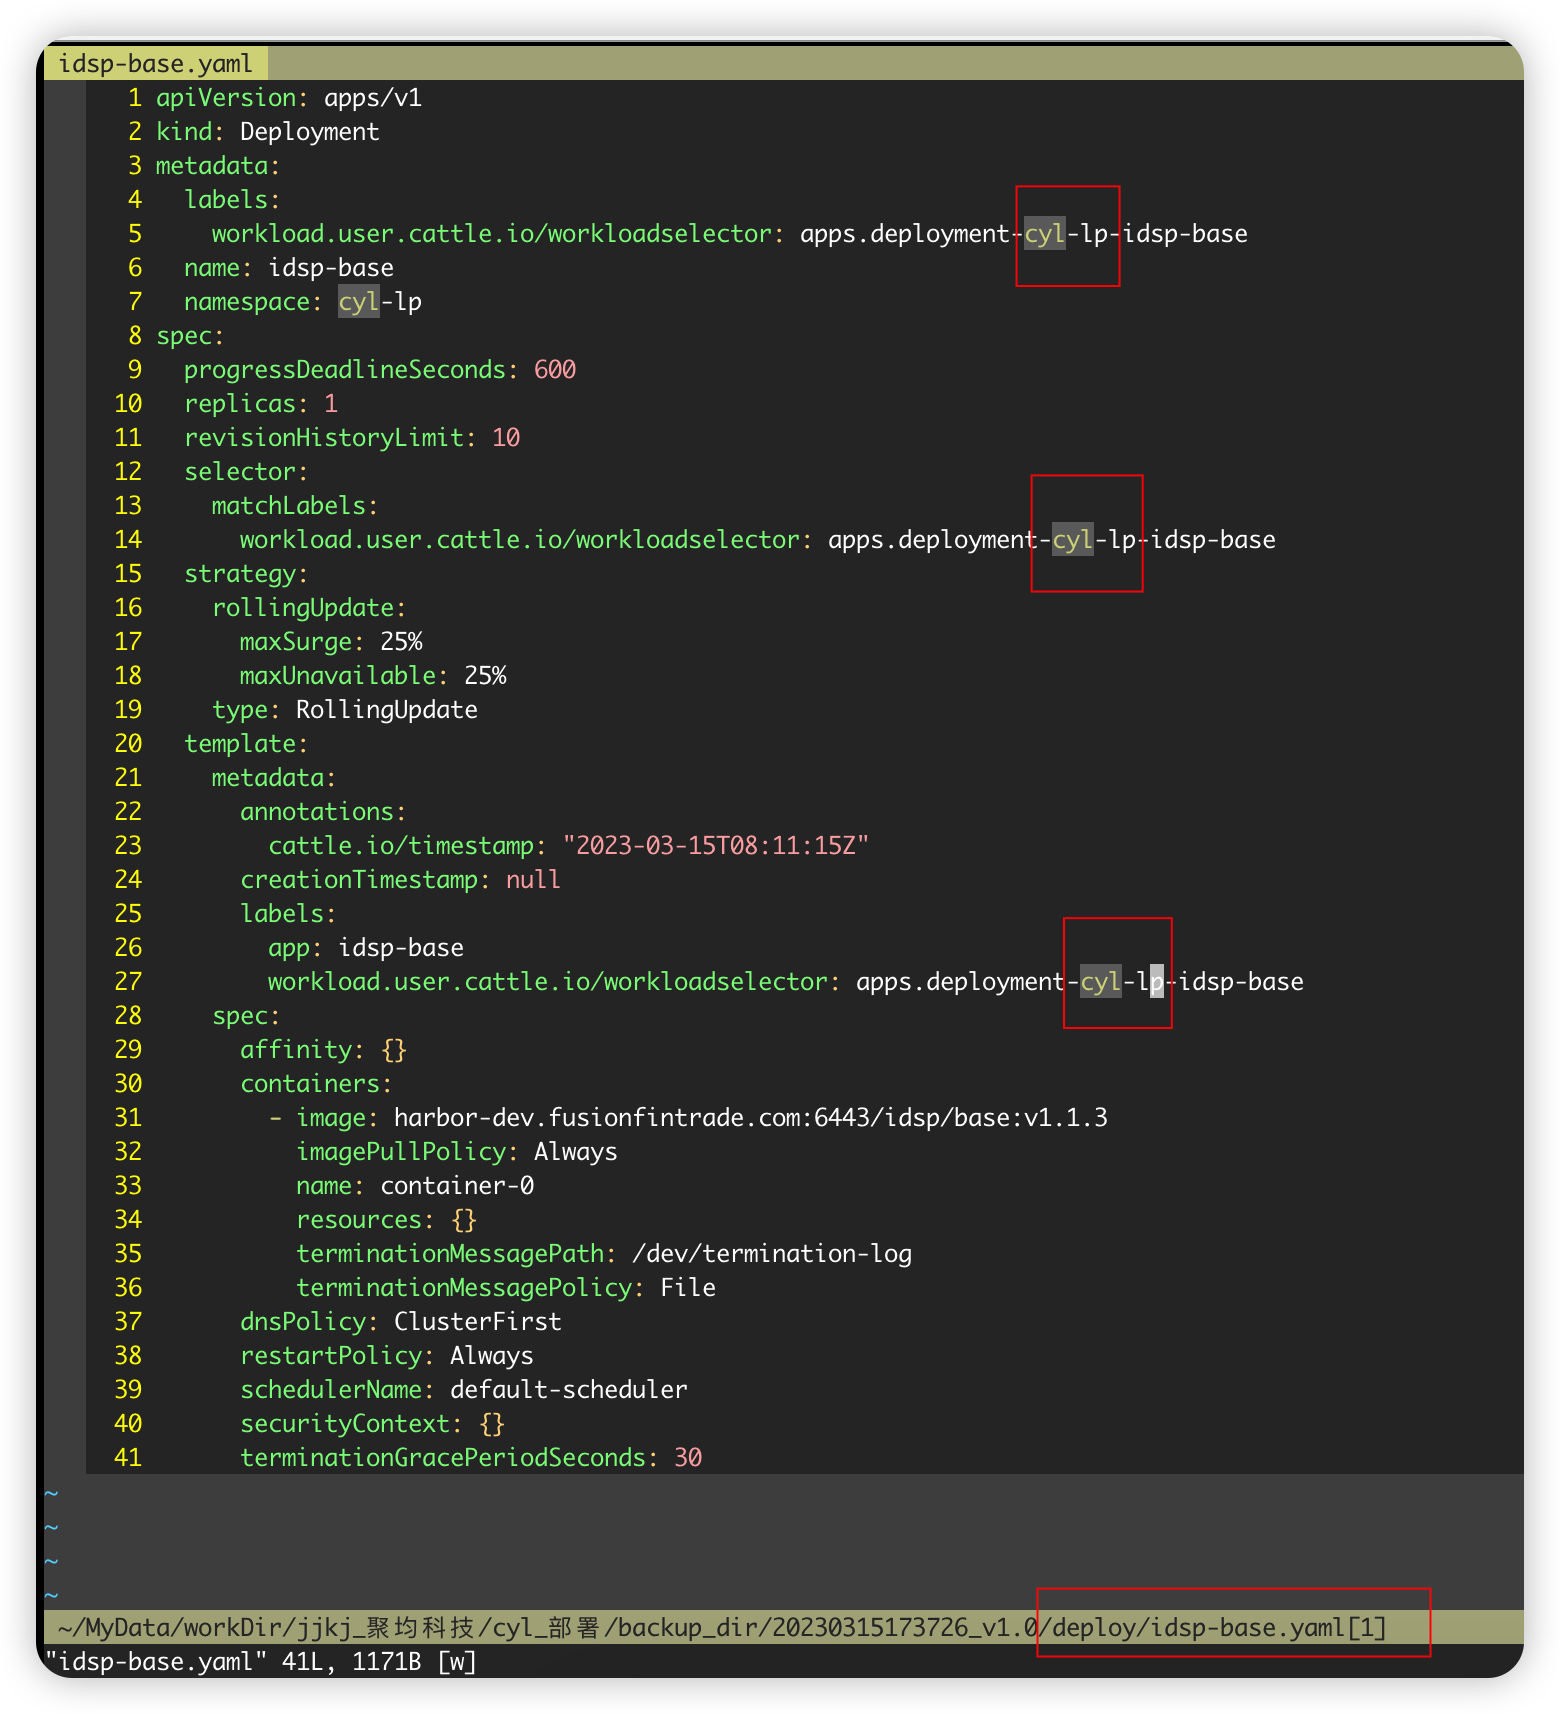 idsp-base.yaml
1 apiVersion: apps/v1
2 kind: Deployment
3 metadata:
4   labels:
5     workload.user.cattle.io/workloadselector: apps.deployment-cyl-lp-idsp-base
6   name: idsp-base
7   namespace: cyl-lp
8 spec:
9   progressDeadlineSeconds: 600
10   replicas: 1
11   revisionHistoryLimit: 10
12   selector:
13     matchLabels:
14       workload.user.cattle.io/workloadselector: apps.deployment-cyl-lp-idsp-base
15   strategy:
16     rollingUpdate:
17       maxSurge: 25%
18       maxUnavailable: 25%
19     type: RollingUpdate
20   template:
21     metadata:
22       annotations:
23         cattle.io/timestamp: "2023-03-15T08:11:15Z"
24       creationTimestamp: null
25       labels:
26         app: idsp-base
27         workload.user.cattle.io/workloadselector: apps.deployment-cyl-lp-idsp-base
28     spec:
29       affinity: {}
30       containers:
31         - image: harbor-dev.fusionfintrade.com:6443/idsp/base:v1.1.3
32           imagePullPolicy: Always
33           name: container-0
34           resources: {}
35           terminationMessagePath: /dev/termination-log
36           terminationMessagePolicy: File
37       dnsPolicy: ClusterFirst
38       restartPolicy: Always
39       schedulerName: default-scheduler
40       securityContext: {}
41       terminationGracePeriodSeconds: 30
~
~
~
~
~/MyData/workDir/jjkj_聚均科技/cyl_部署/backup_dir/20230315173726_v1.0/deploy/idsp-base.yaml[1]
"idsp-base.yaml" 41L, 1171B [w]